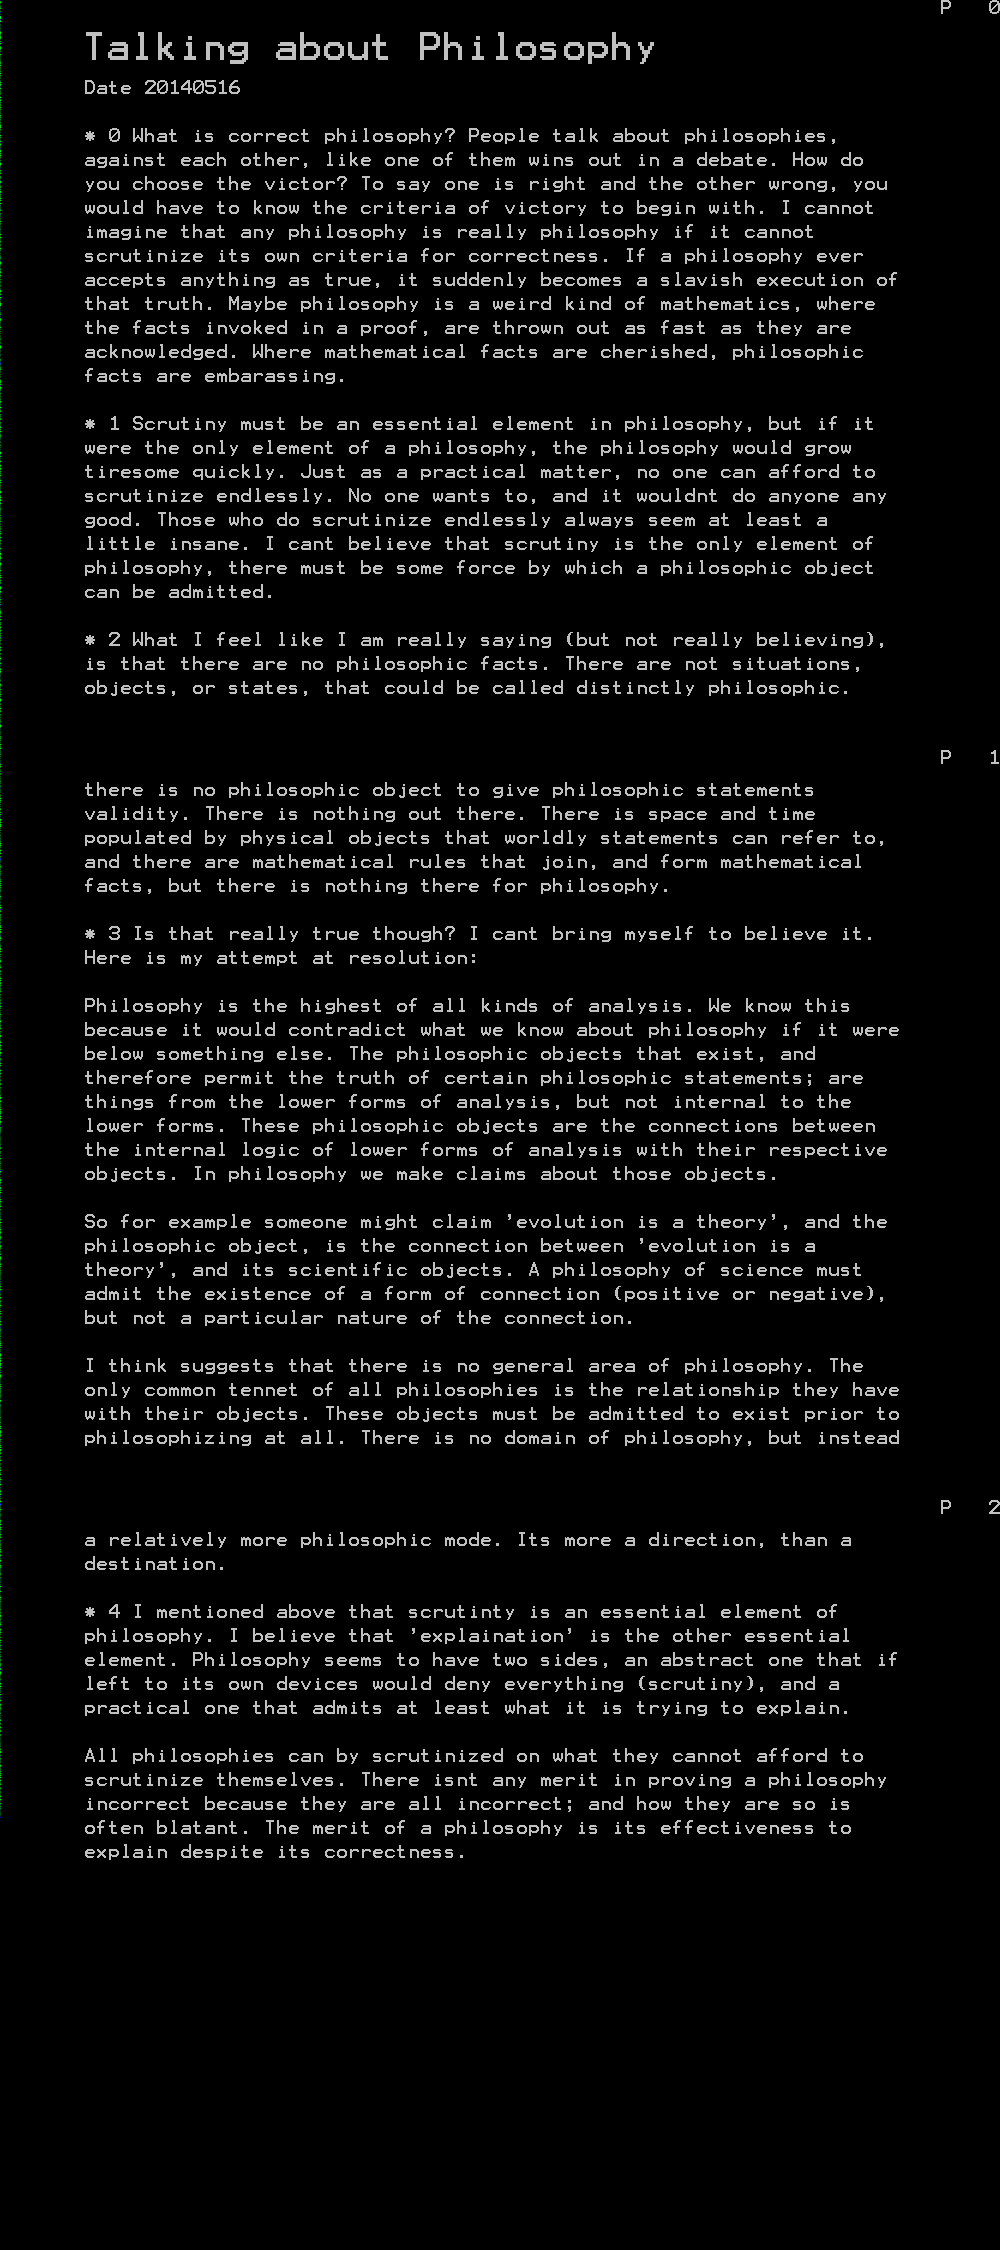 P 0
Talking about Philosophy
Date 20140516
* 0 What is correct philosophy? People talk about philosophies,
against each other, like one of them wins out in a debate. How do
you choose the victor? To say one is right and the other wrong, you
would have to know the criteria of victory to begin with. I cannot
imagine that any philosophy is really philosophy if it cannot
scrutinize its own criteria for correctness. If a philosophy ever
accepts anything as true, it suddenly becomes a slavish execution of
that truth. Maybe philosophy is a weird kind of mathematics, where
the facts invoked in a proof, are thrown out as fast as they are
acknowledged. Where mathematical facts are cherished, philosophic
facts are embarassing.
* 1 Scrutiny must be an essential element in philosophy, but if it
were the only element of a philosophy, the philosophy would grow
tiresome quickly. Just as a practical matter, no one can afford to
scrutinize endlessly. No one wants to, and it wouldnt do anyone any
good. Those who do scrutinize endlessly always seem at least a
little insane. I cant believe that scrutiny is the only element of
philosophy, there must be some force by which a philosophic object
can be admitted.
* 2 What I feel like I am really saying (but not really believing),
is that there are no philosophic facts. There are not situations,
objects, or states, that could be called distinctly philosophic.
P 1
there is no philosophic object to give philosophic statements
validity. There is nothing out there. There is space and time
populated by physical objects that worldly statements can refer to,
and there are mathematical rules that join, and form mathematical
facts, but there is nothing there for philosophy.
* 3 Is that really true though? I cant bring myself to believe it.
Here is my attempt at resolution:
Philosophy is the highest of all kinds of analysis. We know this
because it would contradict what we know about philosophy if it were
below something else. The philosophic objects that exist, and
therefore permit the truth of certain philosophic statements; are
things from the lower forms of analysis, but not internal to the
lower forms. These philosophic objects are the connections between
the internal logic of lower forms of analysis with their respective
objects. In philosophy we make claims about those objects.
So for example someone might claim 'evolution is a theory', and the
philosophic object, is the connection between 'evolution is a
theory', and its scientific objects. A philosophy of science must
admit the existence of a form of connection (positive or negative),
but not a particular nature of the connection.
I think suggests that there is no general area of philosophy. The
only common tennet of all philosophies is the relationship they have
with their objects. These objects must be admitted to exist prior to
philosophizing at all. There is no domain of philosophy, but instead
P 2
a relatively more philosophic mode. Its more a direction, than a
destination.
* 4 I mentioned above that scrutinty is an essential element of
philosophy. I believe that 'explaination' is the other essential
element. Philosophy seems to have two sides, an abstract one that if
left to its own devices would deny everything (scrutiny), and a
practical one that admits at least what it is trying to explain.
All philosophies can by scrutinized on what they cannot afford to
scrutinize themselves. There isnt any merit in proving a philosophy
incorrect because they are all incorrect; and how they are so is
often blatant. The merit of a philosophy is its effectiveness to
explain despite its correctness.